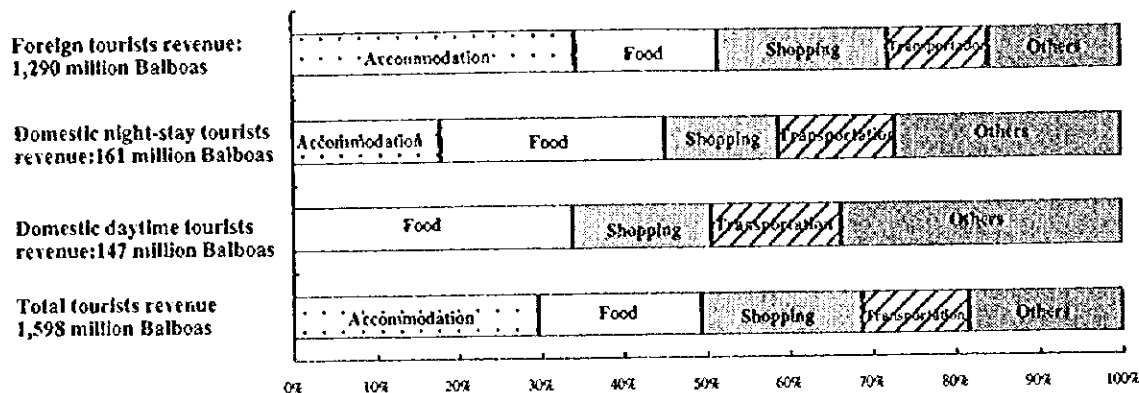 Foreign tourists revenue:
1,290 million Balboas
Accommodation Food Shopping Transportation Others
Domestic night-stay tourists
revenue:161 million Balboas
Accommodation Food Shopping Transportation Others
Domestic daytime tourists
revenue:147 million Balboas
Food Shopping Transportation Others
Total tourists revenue
1,598 million Balboas
Accommodation Food Shopping Transportation Others
0% 10% 20% 30% 40% 50% 60% 70% 80% 90% 100%